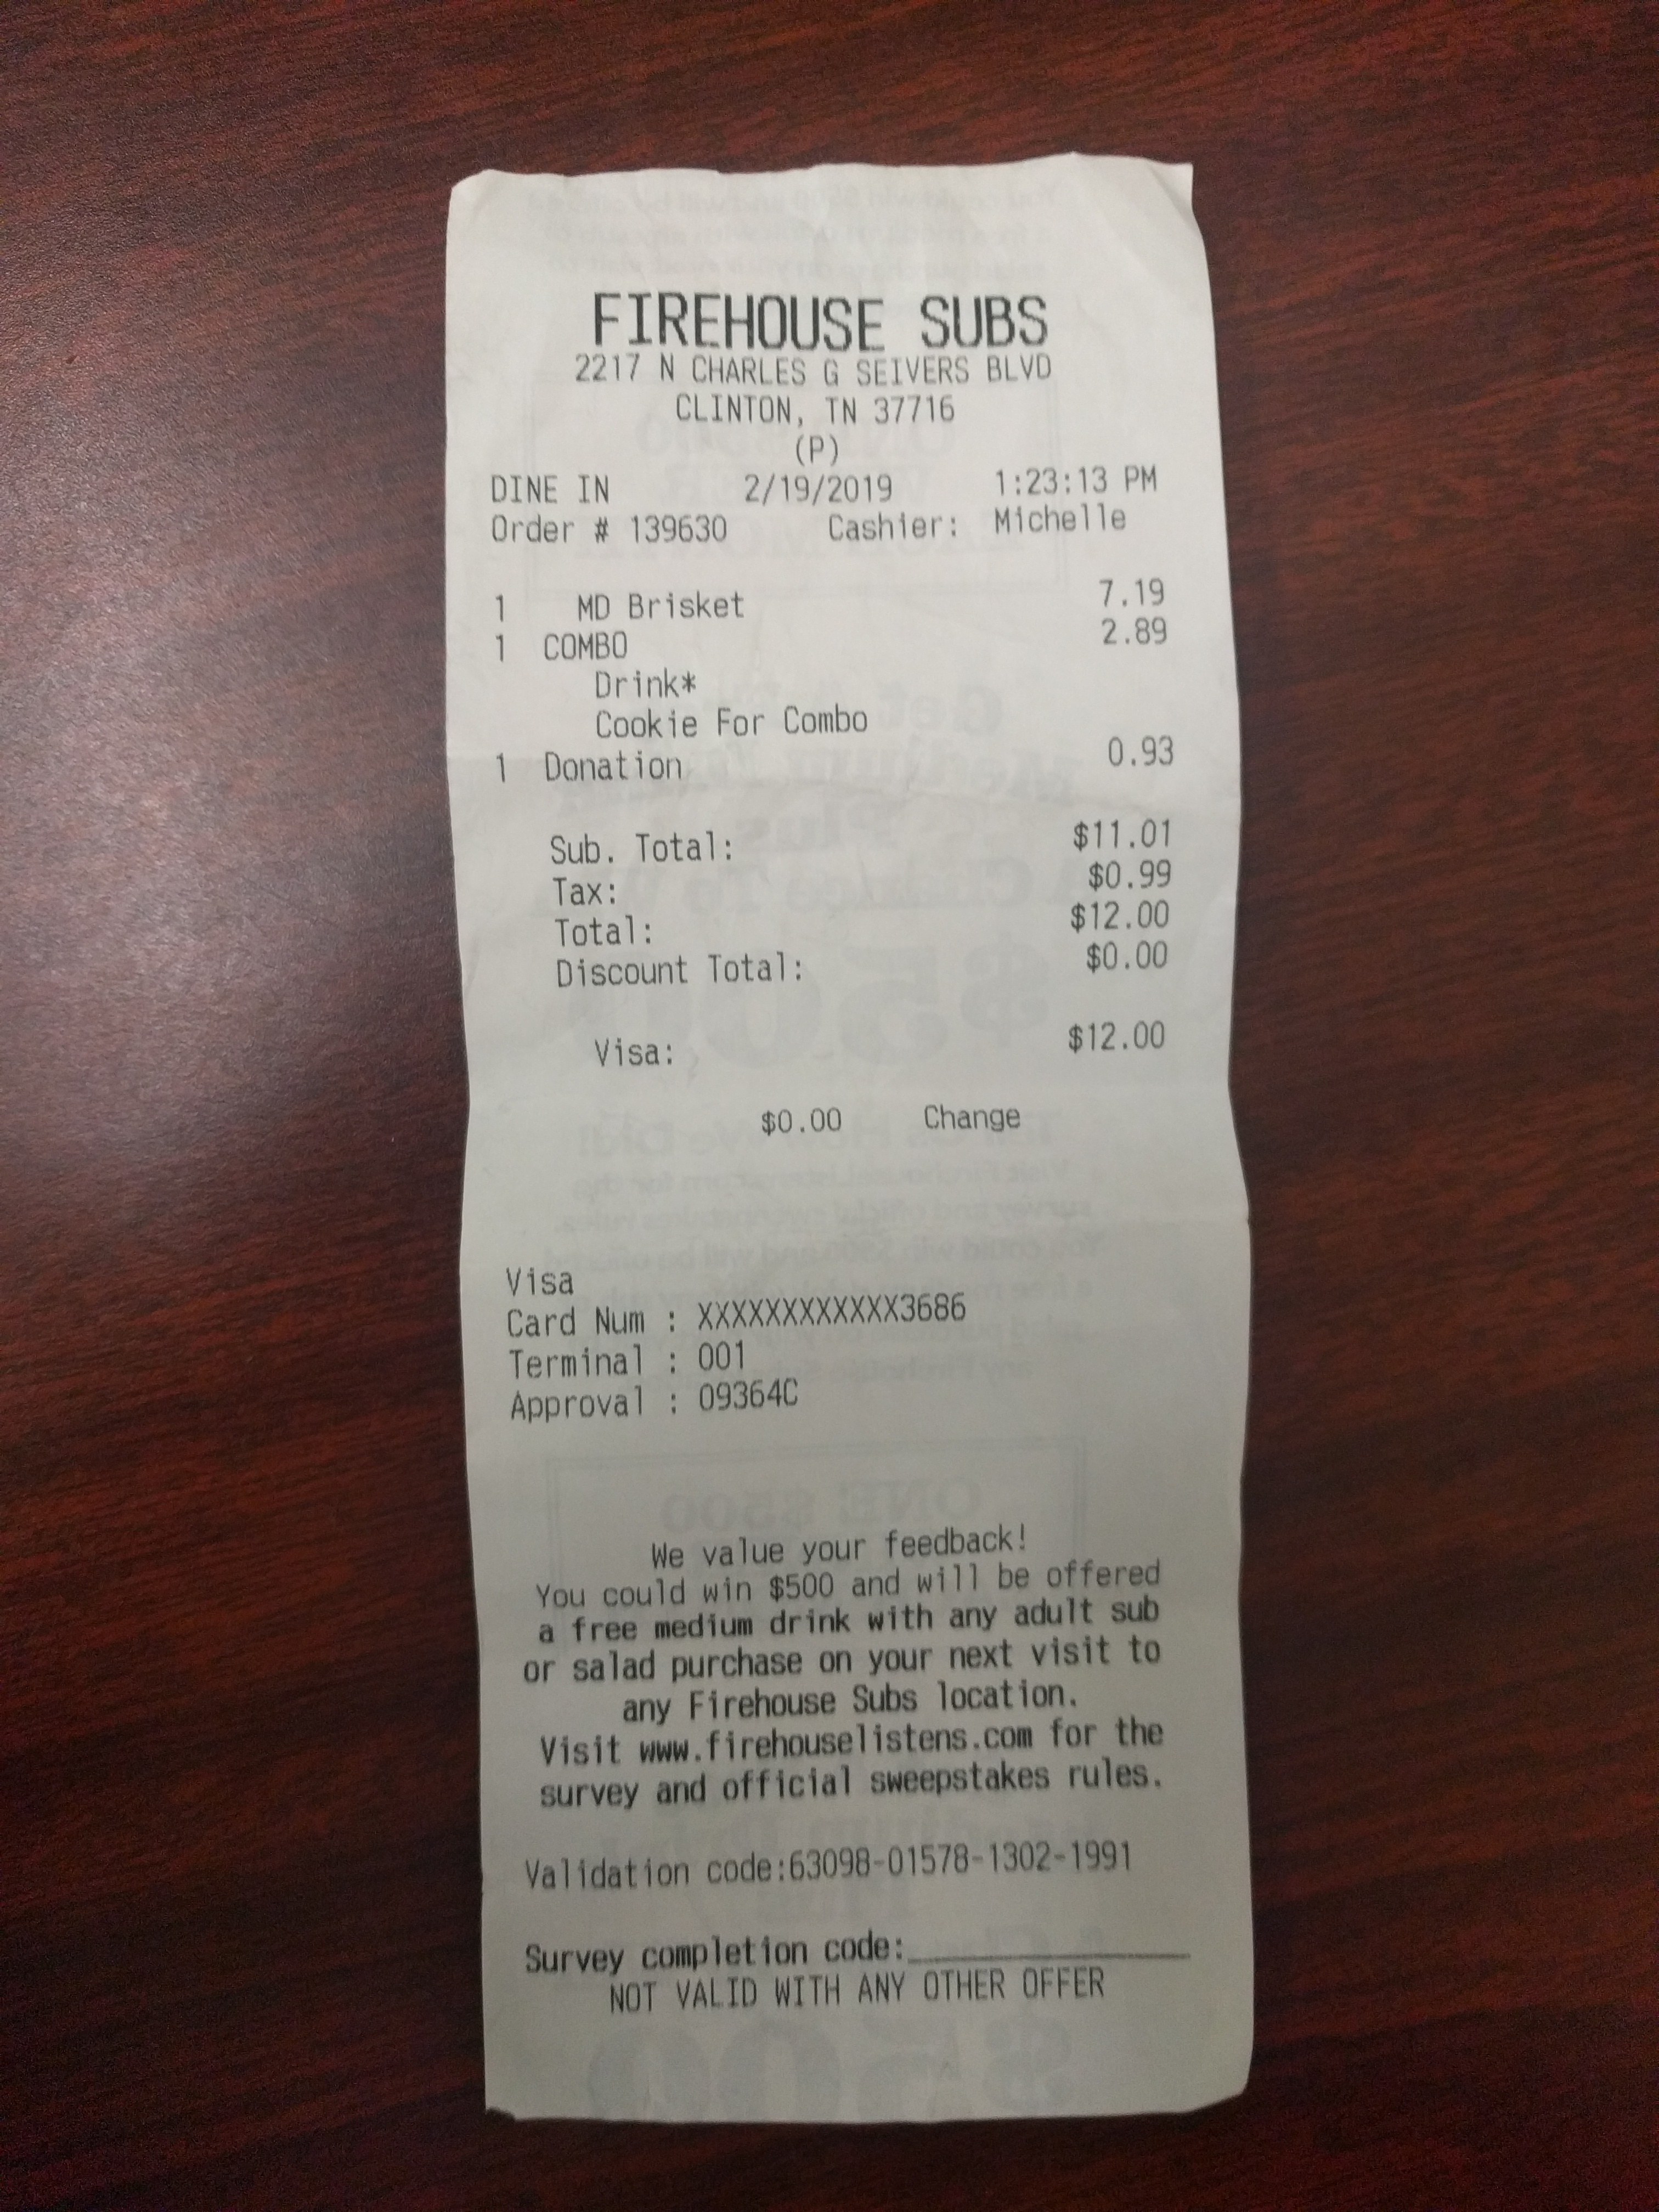 FIREHOUSE SUBS
2217 N CHARLES G SEIVERS BLVD
CLINTON, TN 37716
(P)
DINE IN 2/19/2019 1:23:13 PM
Order # 139630 Cashier: Michelle
1 MD Brisket 7.19
1 COMBO 2.89
Drink*
Cookie For Combo
1 Donation 0.93
Sub. Total: $11.01
Tax: $0.99
Total: $12.00
Discount Total: $0.00
Visa: $12.00
$0.00 Change
Visa
Card Num : XXXXXXXXXXXX3686
Terminal : 001
Approval : 09364C
We value your feedback!
You could win $500 and will be offered
a free medium drink with any adult sub
or salad purchase on your next visit to
any Firehouse Subs location.
Visit www.firehouselistens.com for the
survey and official sweepstakes rules.
Validation code:63098-01578-1302-1991
Survey completion code:
NOT VALID WITH ANY OTHER OFFER